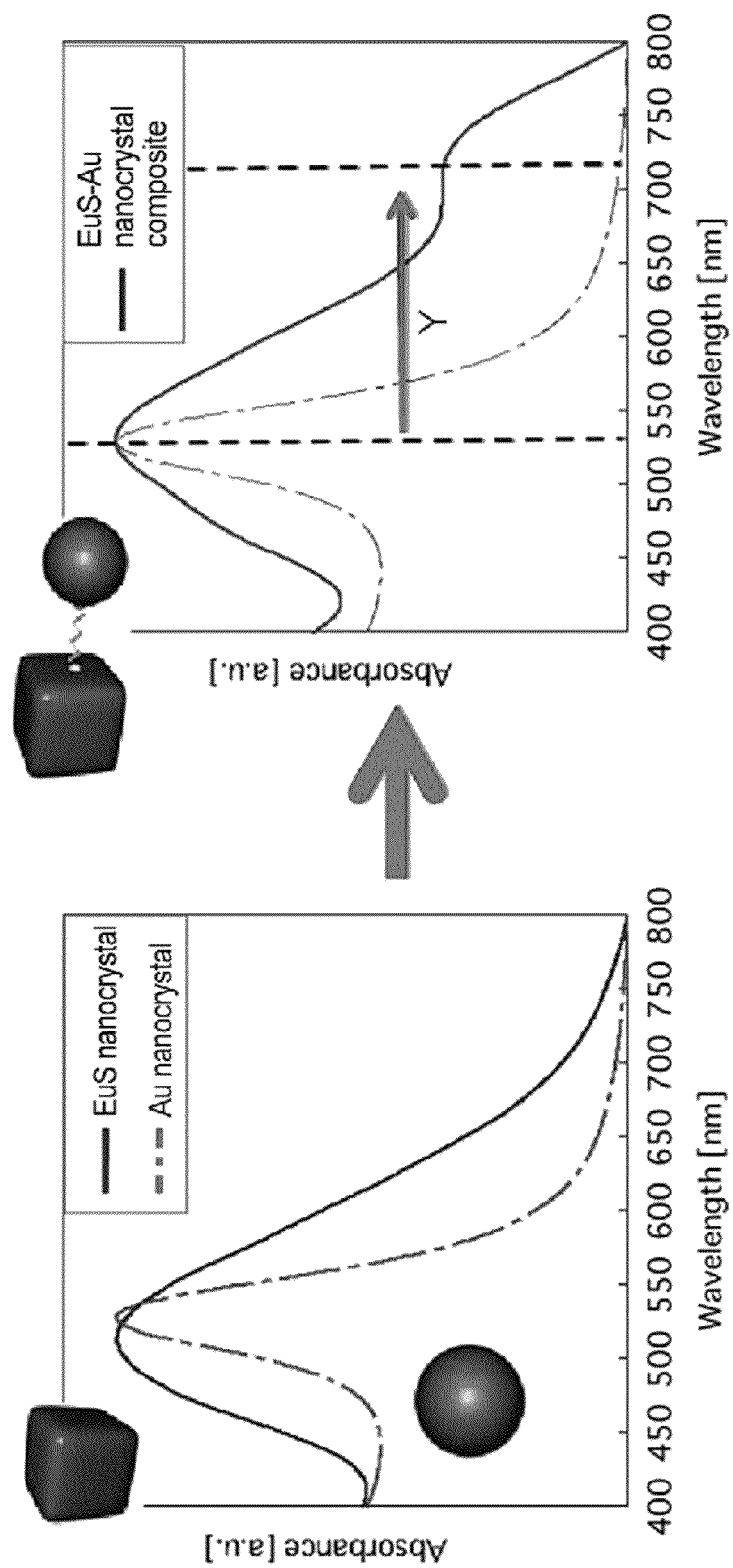 EuS nanocrystal
Au nanocrystal
Absorbance [a.u.]
400 450 500 550 600 650 700 750 800
Wavelength [nm]
EuS-Au
nanocrystal
composite
Y
Absorbance [a.u.]
400 450 500 550 600 650 700 750 800
Wavelength [nm]